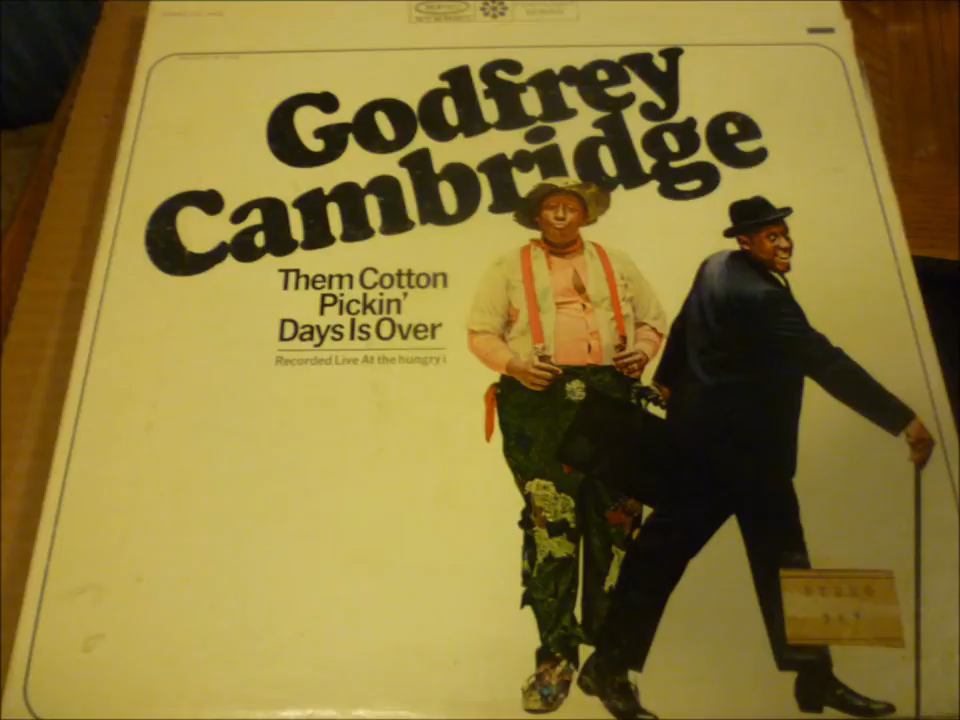 Godfrey
Cambridge
Them Cotton
Pickin'
Days Is Over
Recorded Live At the hungry i